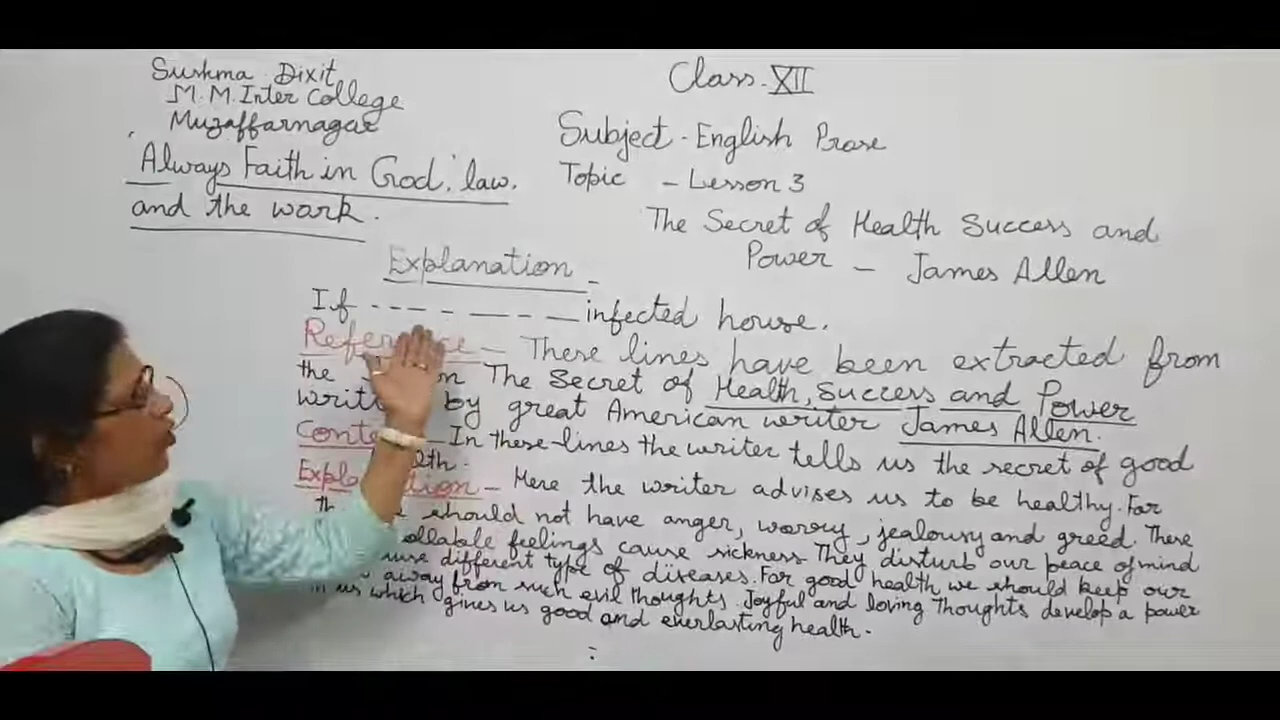 Sushma Dixit
M.M. Inter College
Muzaffarnagar
Always Faith in God, law,
and the work.
Class. XII
Subject - English Prose
Topic - Lesson 3
The Secret of Health Success and
Power - James Allen
Explanation -
If - - - - - - - - infected house.
Reference - These lines have been extracted from
the on The Secret of Health, Success and Power
by great American writer James Allen.
In these lines the writer tells us the secret of good
Here the writer advises us to be healthy. For
should not have anger, worry, jealousy and greed. These
feelings cause sickness. They disturb our peace of mind
different type of diseases. For good health we should keep our
away from such evil thoughts. Joyful and loving thoughts develop a power
in us which gives us good and everlasting health.